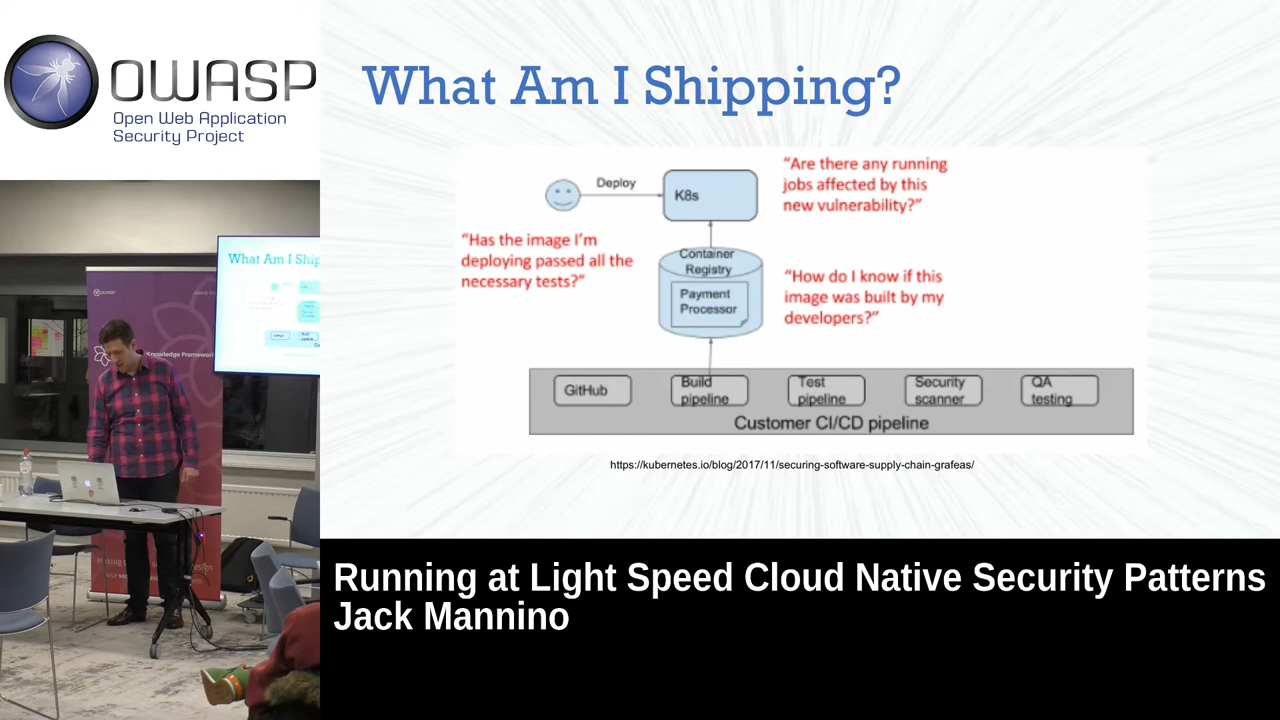 OWASP
Open Web Application
Security Project
What Am I Shipping?
Deploy
K8s
“Are there any running
jobs affected by this
new vulnerability?”
“Has the image I’m
deploying passed all the
necessary tests?”
Container
Registry
Payment
Processor
“How do I know if this
image was built by my
developers?”
GitHub
Build
pipeline
Test
pipeline
Security
scanner
QA
testing
Customer CI/CD pipeline
https://kubernetes.io/blog/2017/11/securing-software-supply-chain-grafeas/
What Am I Ship
Knowledge Framework
Running at Light Speed Cloud Native Security Patterns
Jack Mannino